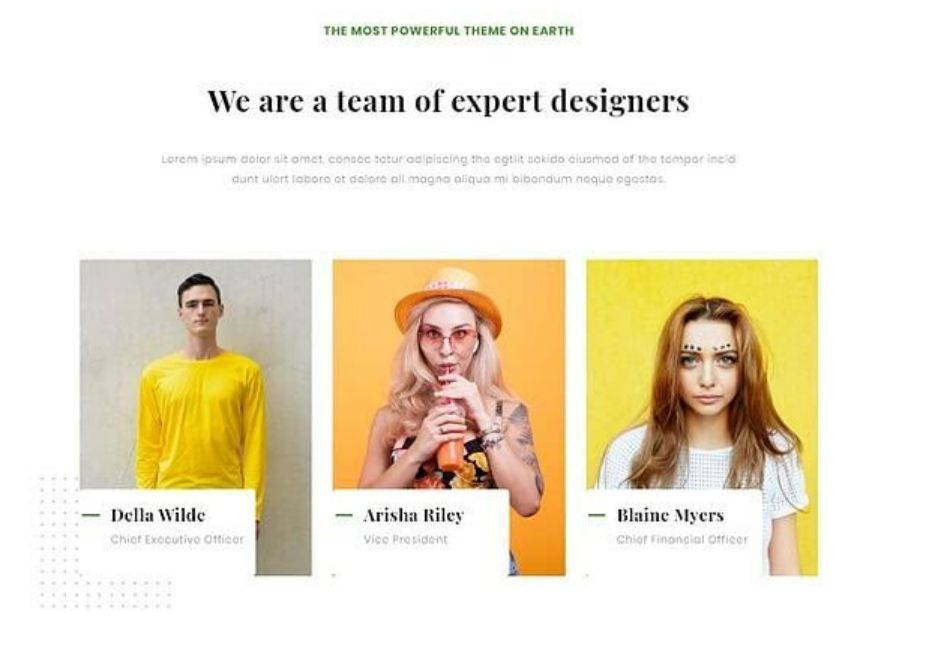 THE MOST POWERFUL THEME ON EARTH
We are a team of expert designers
Lorem ipsum dolor sit amet, consec tetur adipiscing the egtlit sekido eiusmod of the tempor incid
dunt ulert labore et dolore all magna aliqua mi bibendum neque egestas.
Della Wilde
Chief Executive Officer
Arisha Riley
Vice President
Blaine Myers
Chief Financial Officer